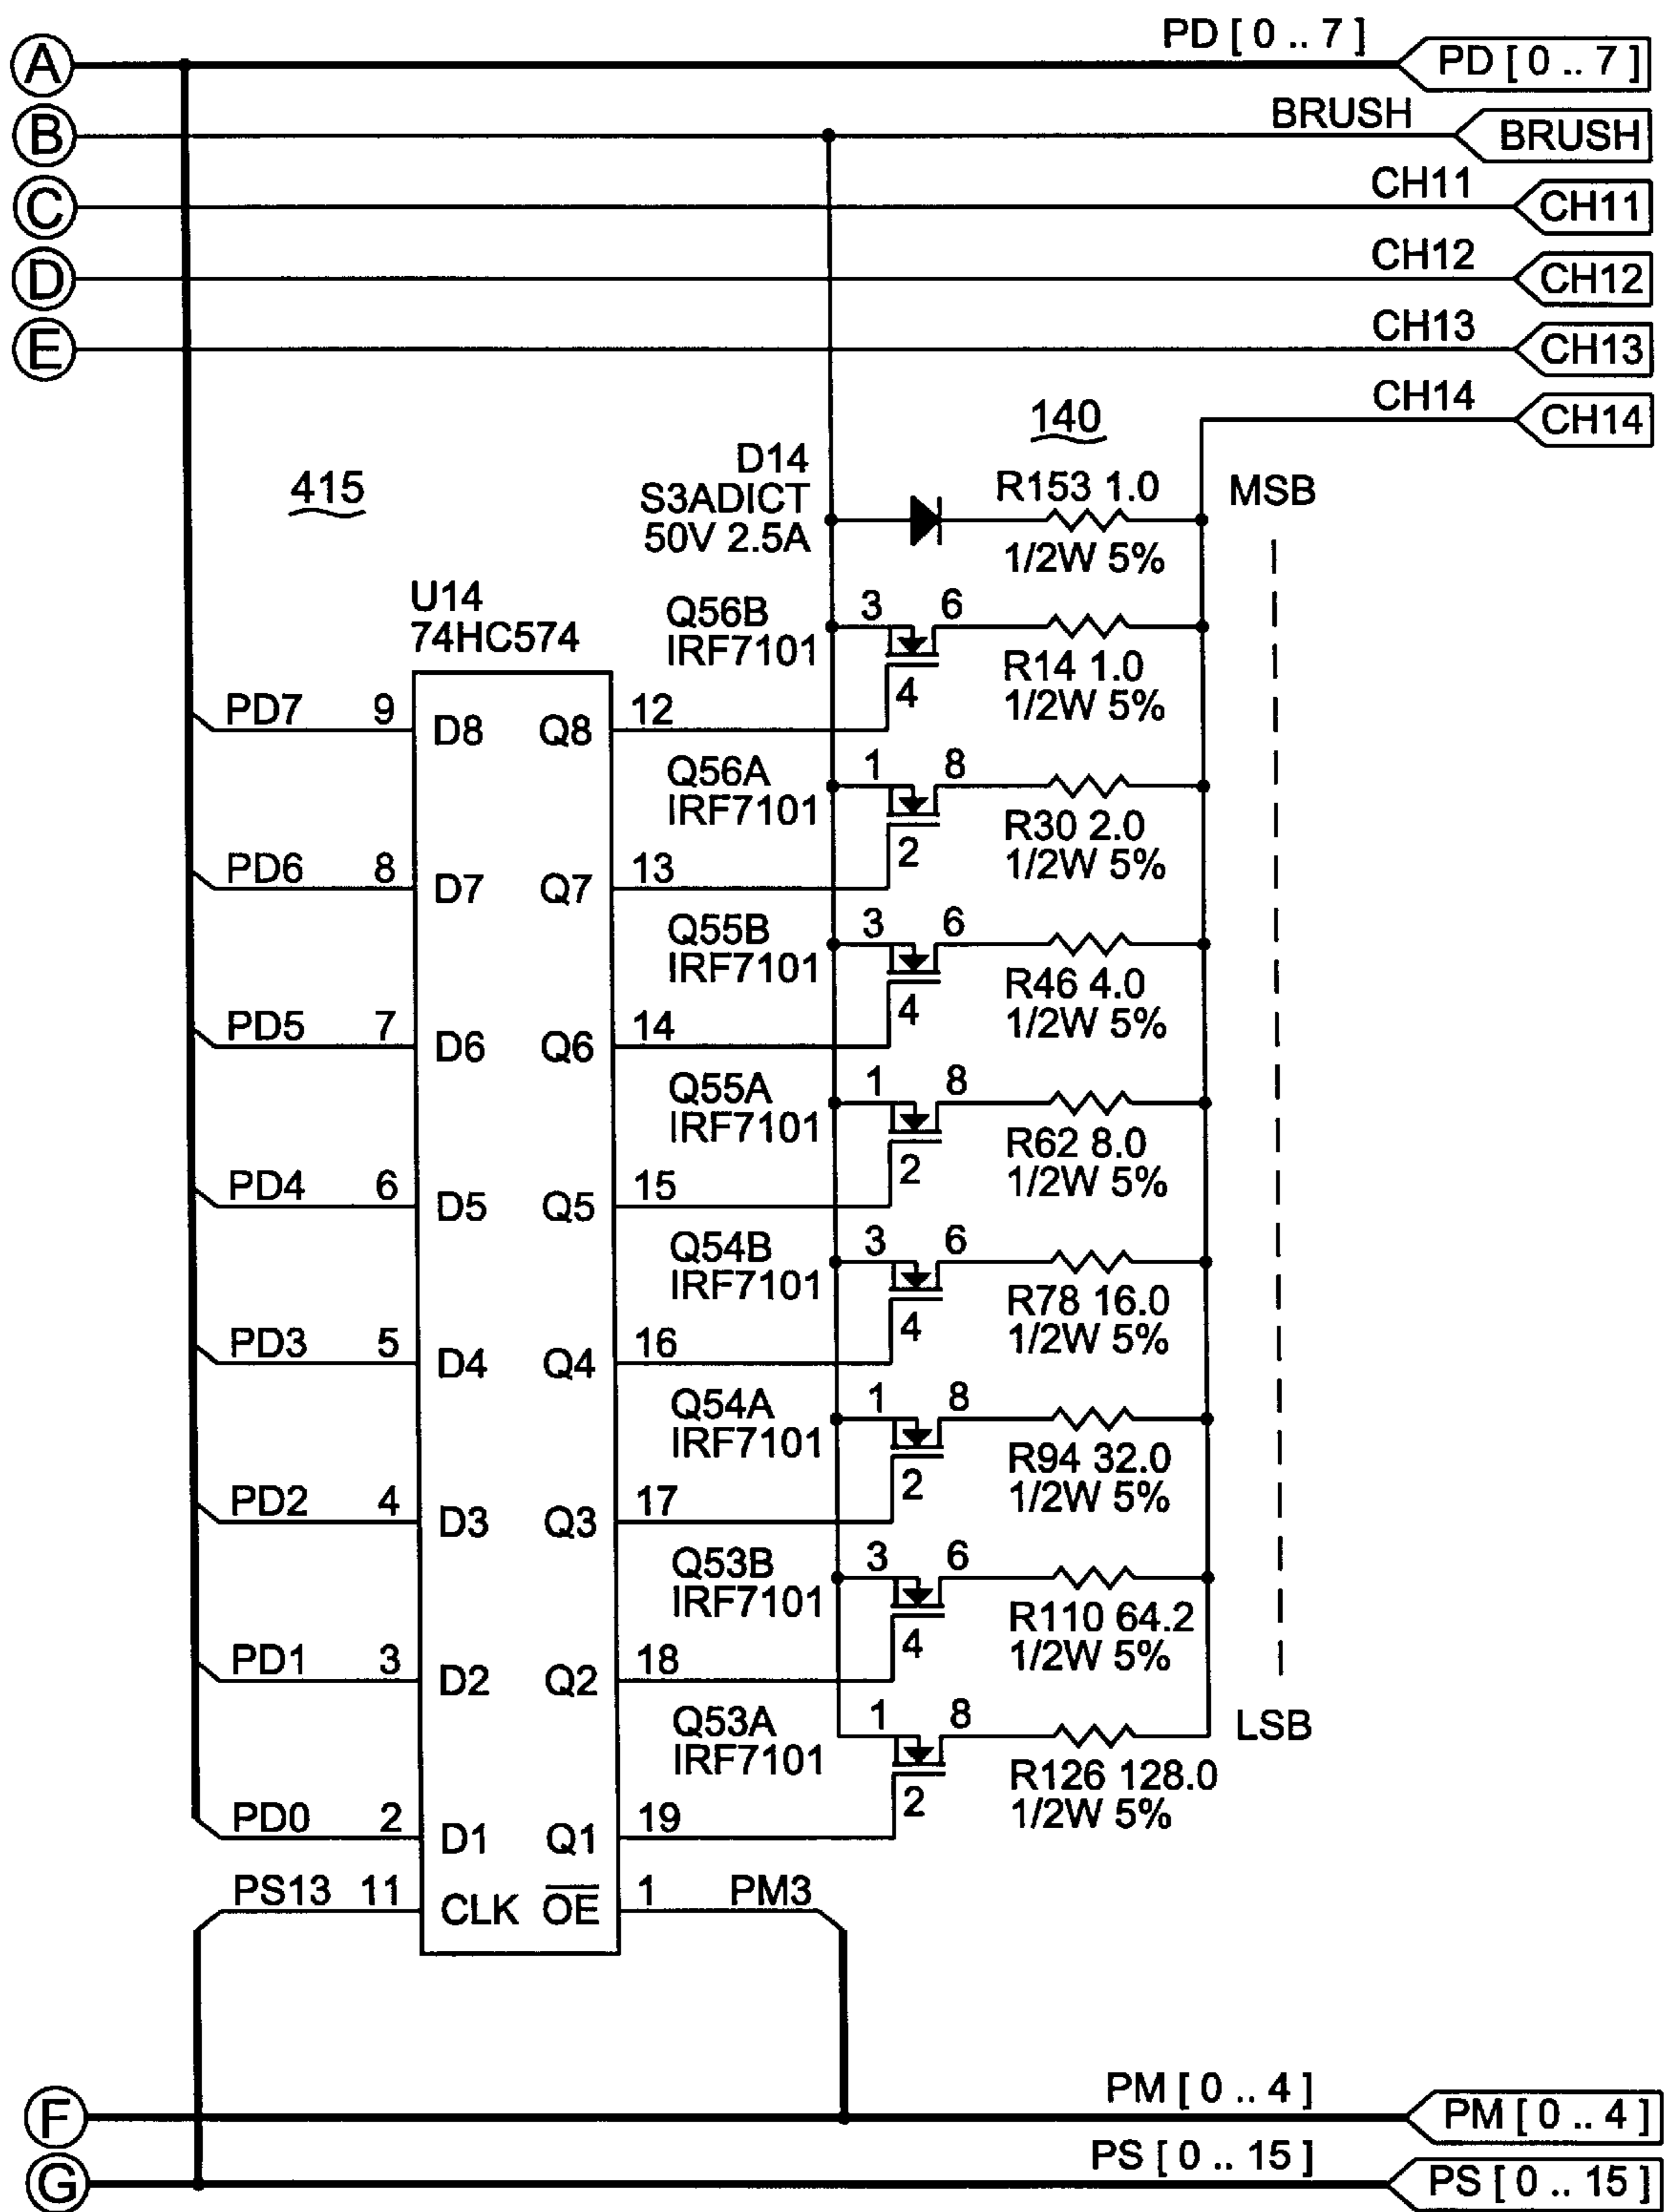 PD [ 0 .. 7 ]
A
PD [ 0 .. 7 ]
BRUSH
B
BRUSH
CH11
C
CH11
CH12
D
CH12
CH13
E
CH13
CH14
CH14
140
415
D14
S3ADICT
50V 2.5A
R153 1.0
1/2W 5%
MSB
U14
74HC574
Q56B
IRF7101
3
6
4
R14 1.0
1/2W 5%
PD7
9
D8
Q8
12
Q56A
IRF7101
1
8
2
R30 2.0
1/2W 5%
PD6
8
D7
Q7
13
Q55B
IRF7101
3
6
4
R46 4.0
1/2W 5%
PD5
7
D6
Q6
14
Q55A
IRF7101
1
8
2
R62 8.0
1/2W 5%
PD4
6
D5
Q5
15
Q54B
IRF7101
3
6
4
R78 16.0
1/2W 5%
PD3
5
D4
Q4
16
Q54A
IRF7101
1
8
2
R94 32.0
1/2W 5%
PD2
4
D3
Q3
17
Q53B
IRF7101
3
6
4
R110 64.2
1/2W 5%
PD1
3
D2
Q2
18
Q53A
IRF7101
1
8
2
LSB
R126 128.0
1/2W 5%
PD0
2
D1
Q1
19
PS13
11
CLK
OE
1
PM3
PM [ 0 .. 4 ]
F
PM [ 0 .. 4 ]
PS [ 0 .. 15 ]
G
PS [ 0 .. 15 ]